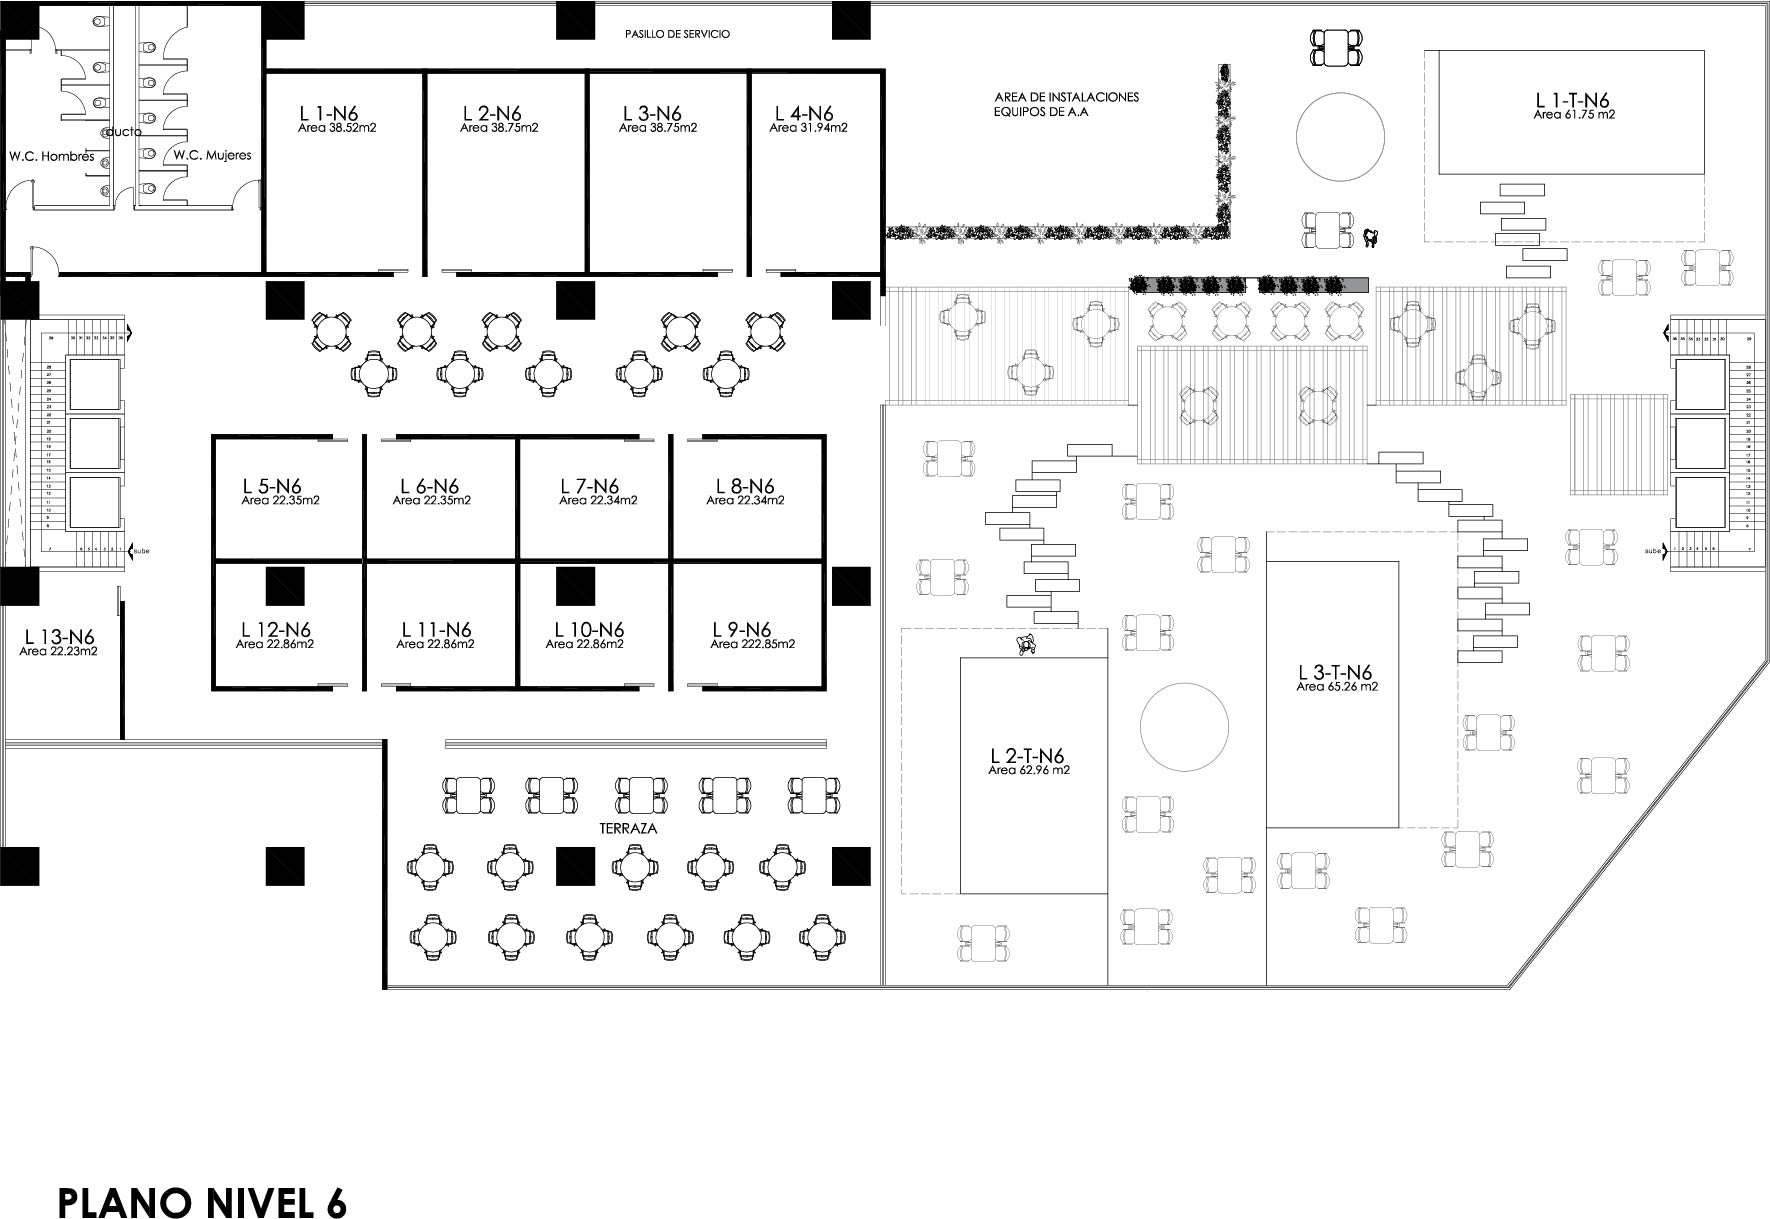 PASILLO DE SERVICIO
AREA DE INSTALACIONES
EQUIPOS DE A.A
L 1-T-N6
Area 61.75 m2
L 1-N6
Area 38.52m2
L 2-N6
Area 38.75m2
L 3-N6
Area 38.75m2
L 4-N6
Area 31.94m2
ducto
W.C. Hombres
W.C. Mujeres
L 5-N6
Area 22.35m2
L 6-N6
Area 22.35m2
L 7-N6
Area 22.34m2
L 8-N6
Area 22.34m2
sube
sube
L 13-N6
Area 22.23m2
L 12-N6
Area 22.86m2
L 11-N6
Area 22.86m2
L 10-N6
Area 22.86m2
L 9-N6
Area 222.85m2
L 3-T-N6
Area 65.26 m2
L 2-T-N6
Area 62.96 m2
TERRAZA
PLANO NIVEL 6